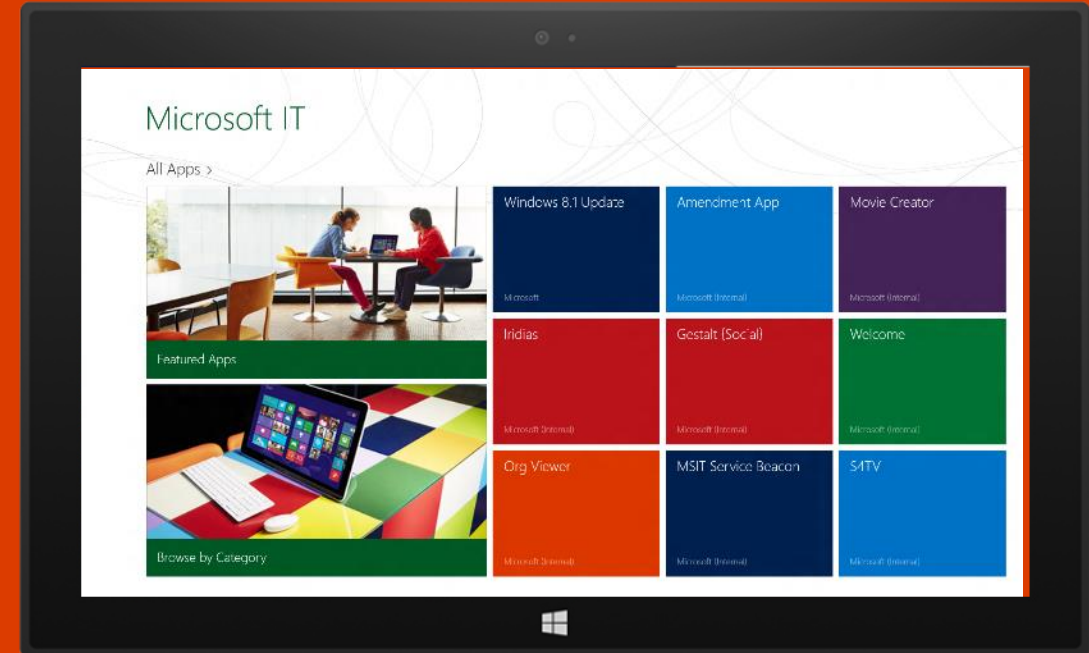 Microsoft IT
All Apps >
Featured Apps
Browse by Category
Windows 8.1 Update
Microsoft
Amendment App
Microsoft (Internal)
Movie Creator
Microsoft (Internal)
Iridias
Microsoft (Internal)
Gestalt (Social)
Microsoft (Internal)
Welcome
Microsoft (Internal)
Org Viewer
Microsoft (Internal)
MSIT Service Beacon
Microsoft (Internal)
S4TV
Microsoft (Internal)